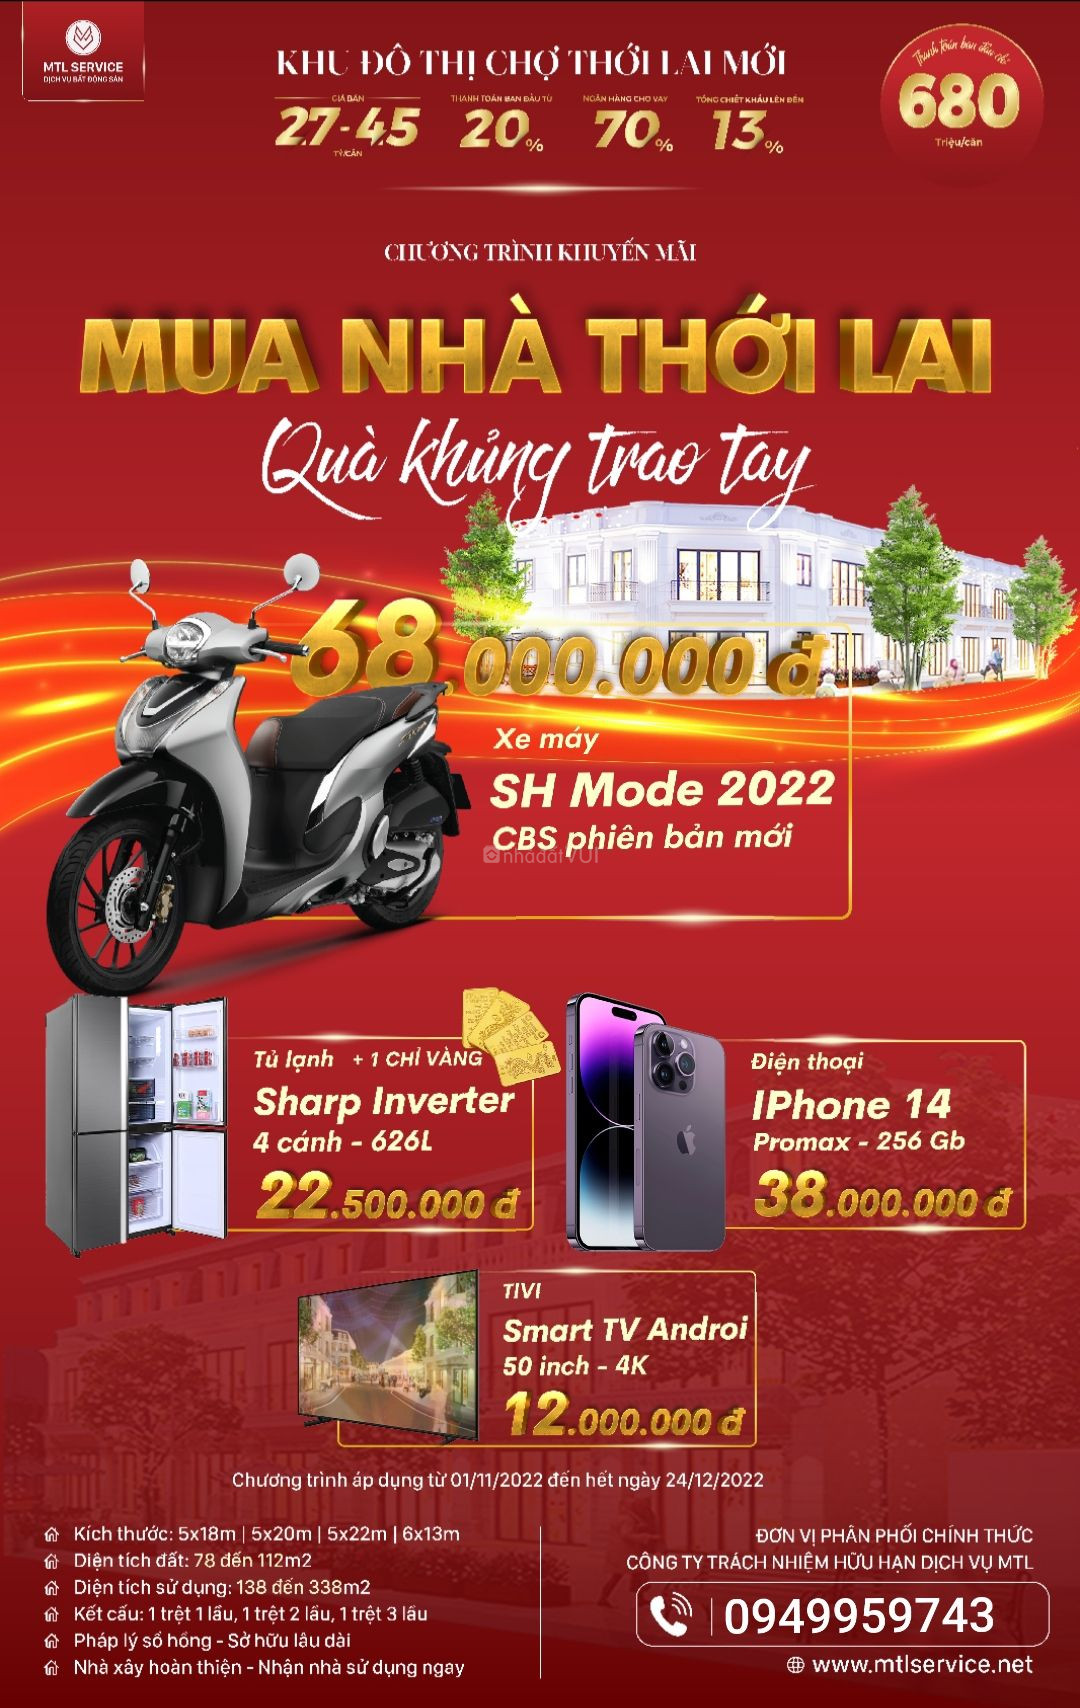 MTL SERVICE
DỊCH VỤ BẤT ĐỘNG SẢN
KHU ĐÔ THỊ CHỢ THỚI LAI MỚI
GIÁ BÁN
2.7-4.5
TỶ/CĂN
THANH TOÁN BAN ĐẦU TỪ
20%
NGÂN HÀNG CHO VAY
70%
TỔNG CHIẾT KHẤU LÊN ĐẾN
13%
Thanh toán ban đầu chỉ
680
Triệu/căn
CHƯƠNG TRÌNH KHUYẾN MÃI
MUA NHÀ THỚI LAI
Quà khủng trao tay
68.000.000 đ
Xe máy
SH Mode 2022
CBS phiên bản mới
nhadatVUI
Tủ lạnh + 1 CHỈ VÀNG
Sharp Inverter
4 cánh - 626L
22.500.000 đ
Điện thoại
IPhone 14
Promax - 256 Gb
38.000.000 đ
TIVI
Smart TV Androi
50 inch - 4K
12.000.000 đ
Chương trình áp dụng từ 01/11/2022 đến hết ngày 24/12/2022
Kích thước: 5x18m | 5x20m | 5x22m | 6x13m
Diện tích đất: 78 đến 112m2
Diện tích sử dụng: 138 đến 338m2
Kết cấu: 1 trệt 1 lầu, 1 trệt 2 lầu, 1 trệt 3 lầu
Pháp lý sổ hồng - Sở hữu lâu dài
Nhà xây hoàn thiện - Nhận nhà sử dụng ngay
ĐƠN VỊ PHÂN PHỐI CHÍNH THỨC
CÔNG TY TRÁCH NHIỆM HỮU HẠN DỊCH VỤ MTL
0949959743
www.mtlservice.net